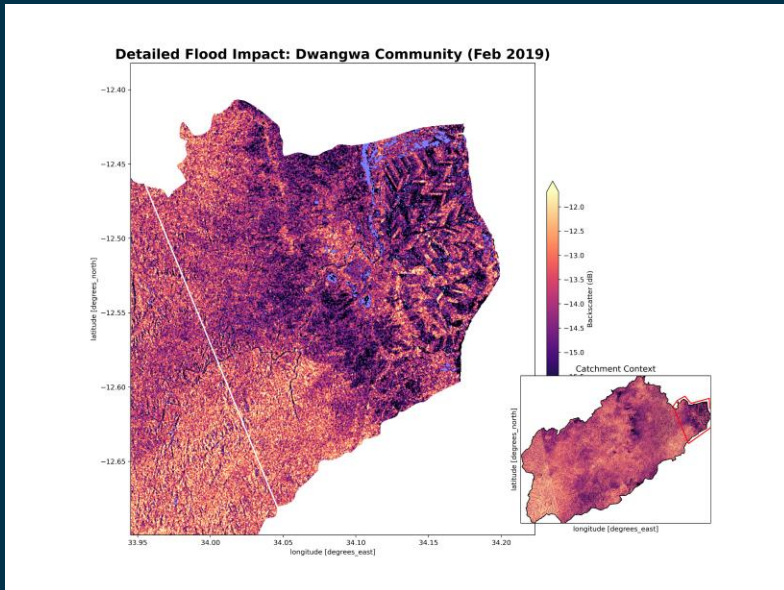 Detailed Flood Impact: Dwangwa Community (Feb 2019)
−12.40
−12.45
−12.50
−12.55
−12.60
−12.65
latitude [degrees_north]
33.95 34.00 34.05 34.10 34.15 34.20
longitude [degrees_east]
−12.0
−12.5
−13.0
−13.5
−14.0
−14.5
−15.0
Backscatter (dB)
Catchment Context
latitude [degrees_north]
longitude [degrees_east]